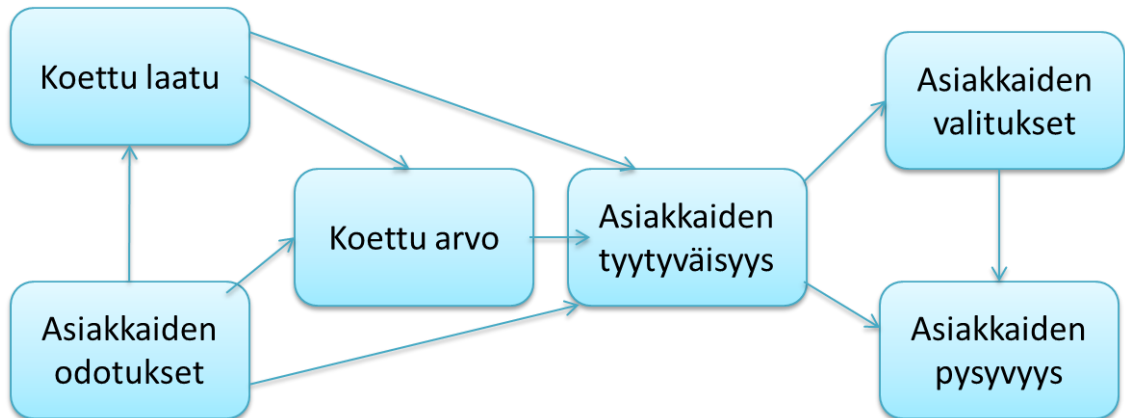 Koettu laatu
Asiakkaiden
odotukset
Koettu arvo
Asiakkaiden
tyytyväisyys
Asiakkaiden
valitukset
Asiakkaiden
pysyvyys